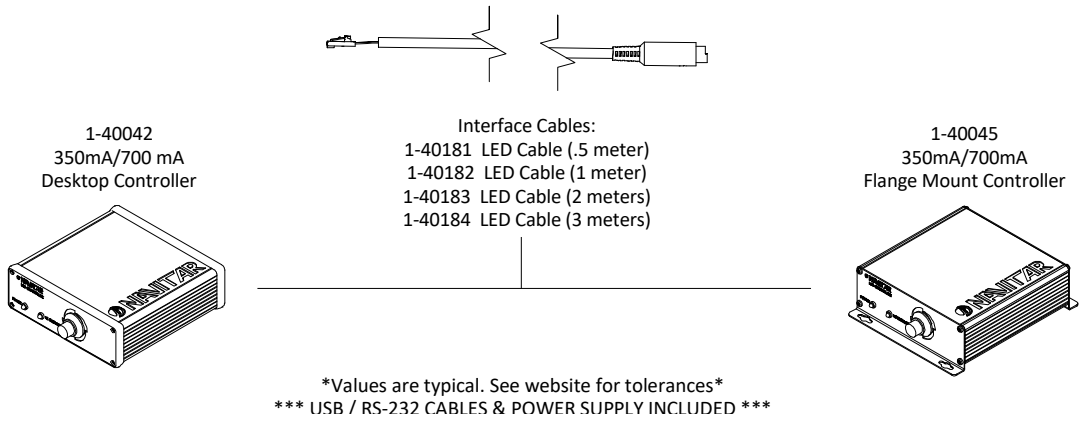 Interface Cables:
1-40181 LED Cable (.5 meter)
1-40182 LED Cable (1 meter)
1-40183 LED Cable (2 meters)
1-40184 LED Cable (3 meters)
1-40042
350mA/700 mA
Desktop Controller
NAVITAR
1-40045
350mA/700mA
Flange Mount Controller
NAVITAR
*Values are typical. See website for tolerances*
*** USB / RS-232 CABLES & POWER SUPPLY INCLUDED ***